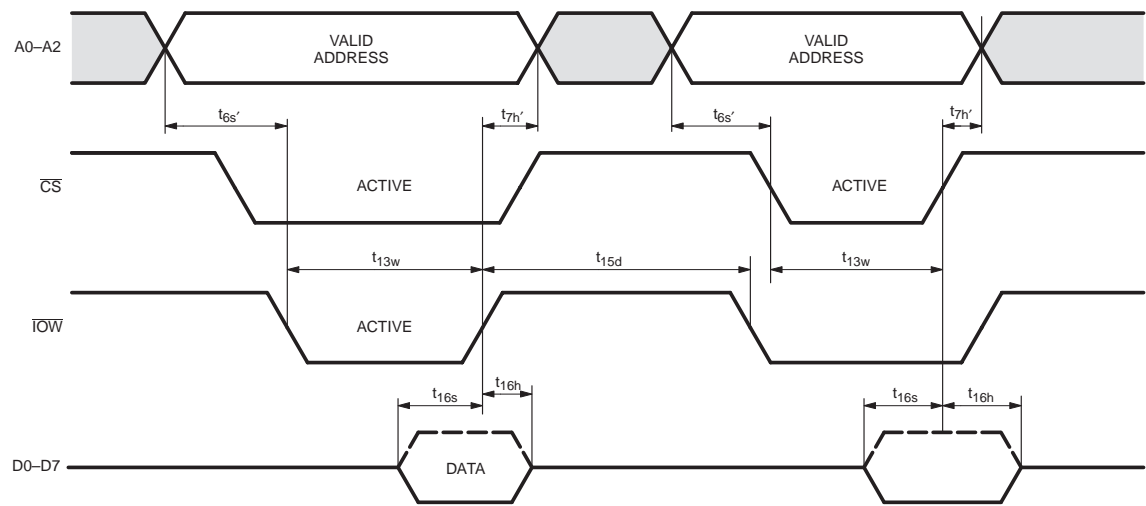 A0–A2
VALID
ADDRESS
VALID
ADDRESS
t6s′
t7h′
t6s′
t7h′
CS
ACTIVE
ACTIVE
t13w
t15d
t13w
IOW
ACTIVE
t16s
t16h
t16s
t16h
D0–D7
DATA